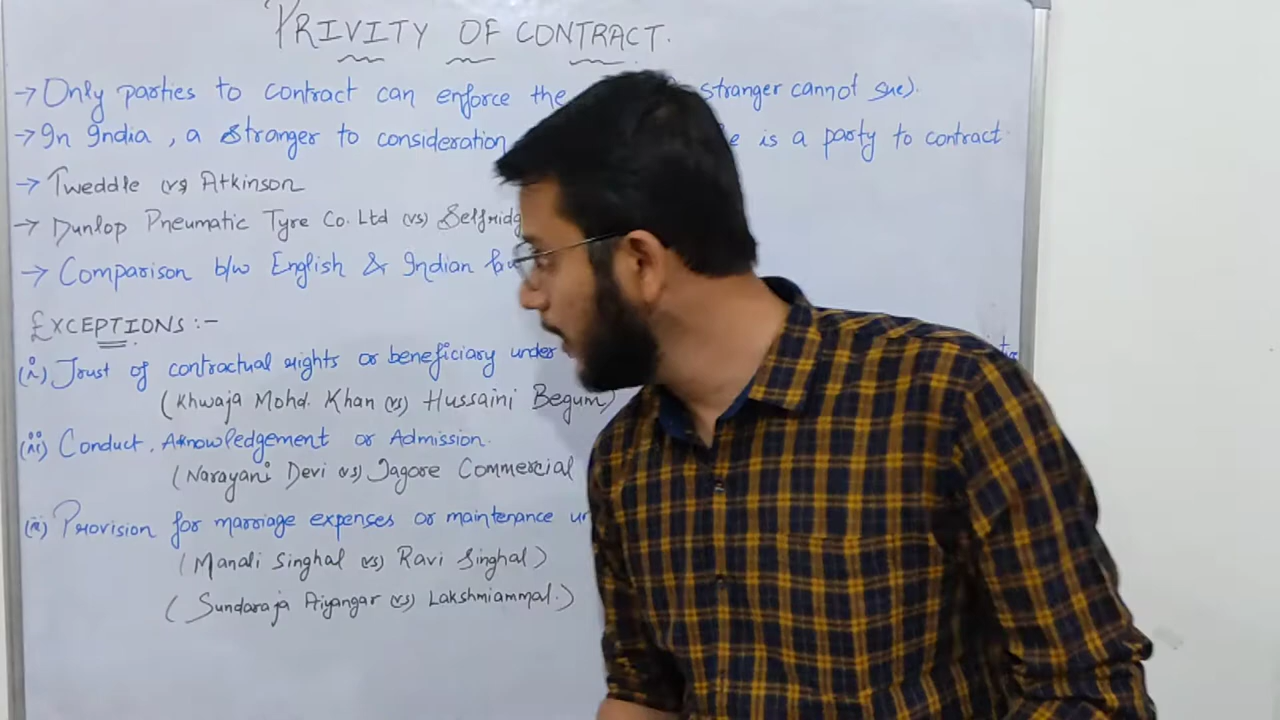 PRIVITY OF CONTRACT.
→ Only parties to contract can enforce the stranger cannot sue).
→ In India, a stranger to consideration is a party to contract.
→ Tweddle vs Atkinson
→ Dunlop Pneumatic Tyre Co. Ltd (vs) Selfridg
→ Comparison b/w English & Indian
EXCEPTIONS :-
(i) Trust of contractual rights or beneficiary under
(Khwaja Mohd. Khan (vs) Hussaini Begum)
(ii) Conduct, Acknowledgement or Admission.
(Narayani Devi (vs) Tagore Commercial
Provision for marriage expenses or maintenance
(Manali Singhal (vs) Ravi Singhal)
(Sundaraja Aiyangar (vs) Lakshmiammal.)